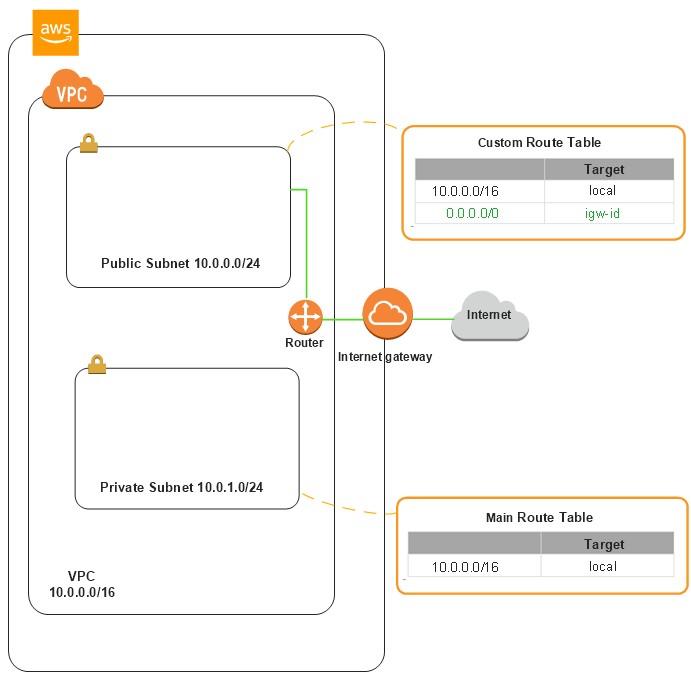 aws
VPC
Public Subnet 10.0.0.0/24
Router
Internet gateway
Internet
Custom Route Table
Target
10.0.0.0/16 local
0.0.0.0/0 igw-id
Private Subnet 10.0.1.0/24
VPC
10.0.0.0/16
Main Route Table
Target
10.0.0.0/16 local